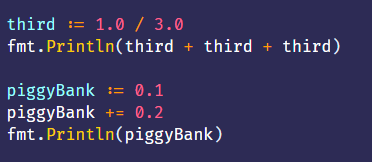 third := 1.0 / 3.0
fmt.Println(third + third + third)
piggyBank := 0.1
piggyBank += 0.2
fmt.Println(piggyBank)